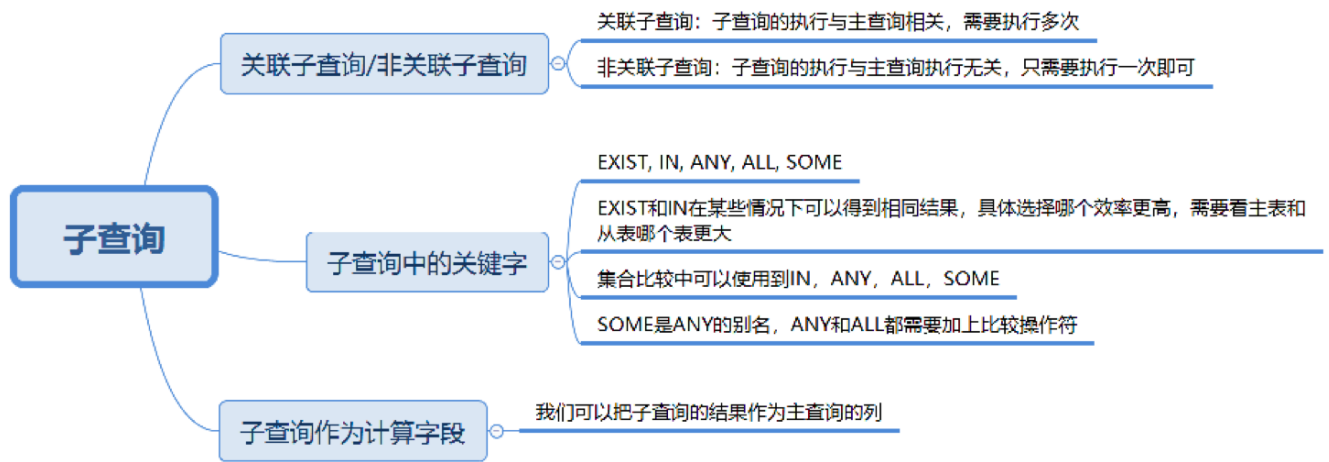 子查询
关联子查询/非关联子查询
关联子查询：子查询的执行与主查询相关，需要执行多次
非关联子查询：子查询的执行与主查询执行无关，只需要执行一次即可
子查询中的关键字
EXIST, IN, ANY, ALL, SOME
EXIST和IN在某些情况下可以得到相同结果，具体选择哪个效率更高，需要看主表和
从表哪个表更大
集合比较中可以使用到IN，ANY，ALL，SOME
SOME是ANY的别名，ANY和ALL都需要加上比较操作符
子查询作为计算字段
我们可以把子查询的结果作为主查询的列